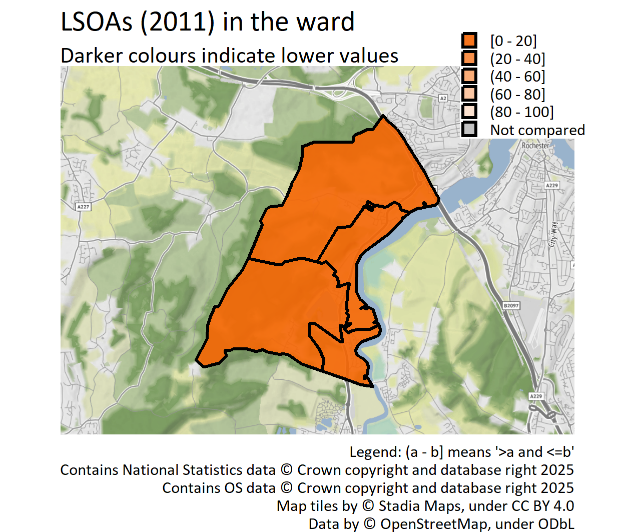 LSOAs (2011) in the ward
Darker colours indicate lower values
[0 - 20]
(20 - 40]
(40 - 60]
(60 - 80]
(80 - 100]
Not compared
A2
Rochester
A229
A227
City Way
B2097
A229
Legend: (a - b] means '>a and <=b'
Contains National Statistics data © Crown copyright and database right 2025
Contains OS data © Crown copyright and database right 2025
Map tiles by © Stadia Maps, under CC BY 4.0
Data by © OpenStreetMap, under ODbL